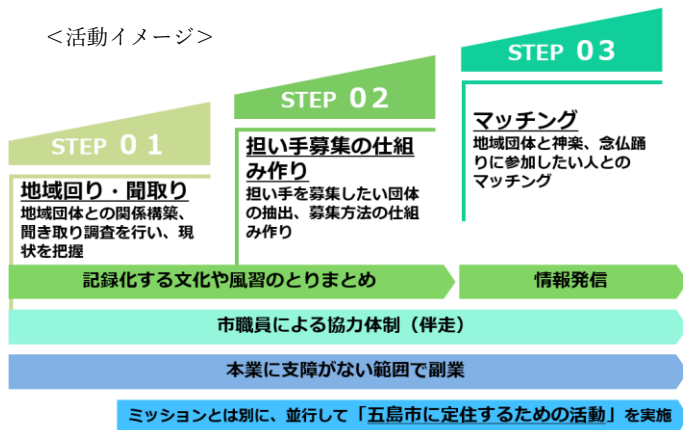 <活動イメージ>
STEP 01
地域回り・聞取り
地域団体との関係構築、
聞き取り調査を行い、現
状を把握
STEP 02
担い手募集の仕組
み作り
担い手を募集したい団体
の抽出、募集方法の仕組
み作り
STEP 03
マッチング
地域団体と神楽、念仏踊
りに参加したい人との
マッチング
記録化する文化や風習のとりまとめ
情報発信
市職員による協力体制（伴走）
本業に支障がない範囲で副業
ミッションとは別に、並行して「五島市に定住するための活動」を実施